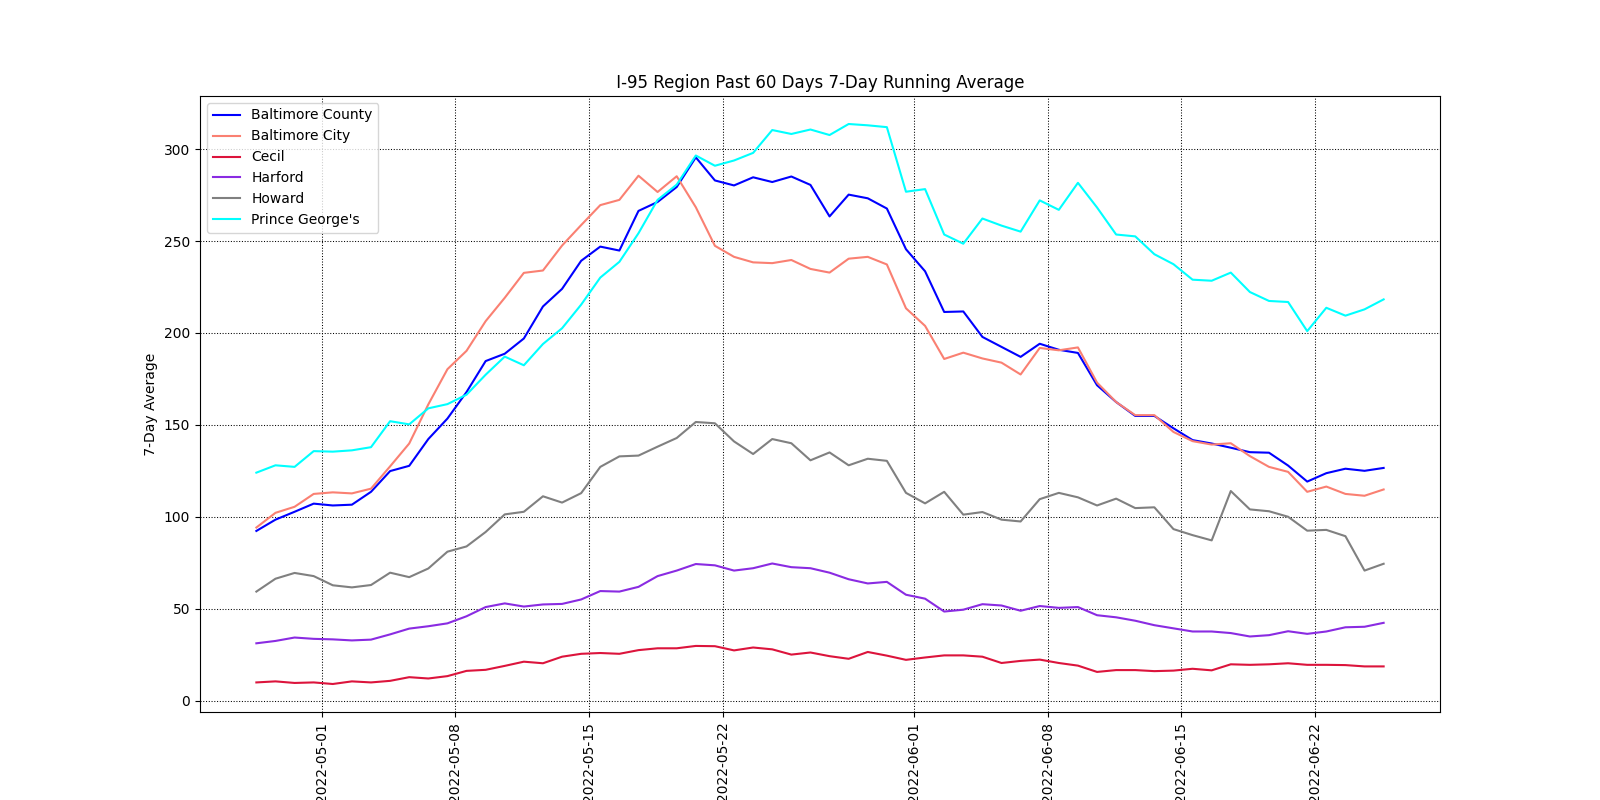 I-95 Region Past 60 Days 7-Day Running Average
Baltimore County
Baltimore City
Cecil
Harford
Howard
Prince George's
7-Day Average
300
250
200
150
100
50
0
2022-05-01
2022-05-08
2022-05-15
2022-05-22
2022-06-01
2022-06-08
2022-06-15
2022-06-22